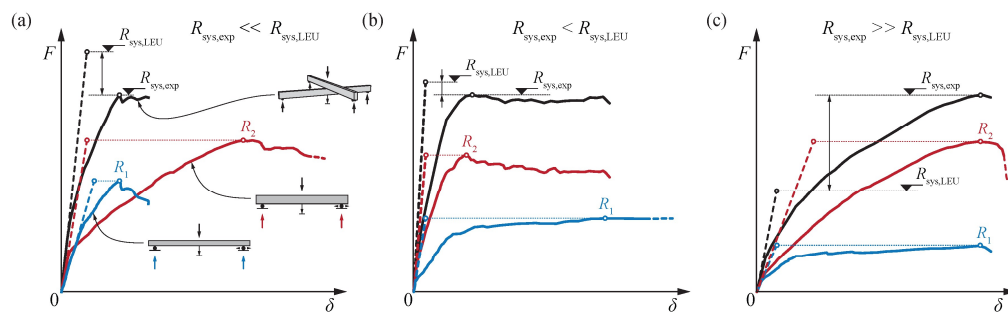 (a)
R_sys,exp << R_sys,LEU
F
R_sys,LEU
R_sys,exp
R_2
R_1
0
δ
(b)
R_sys,exp < R_sys,LEU
F
R_sys,LEU
R_sys,exp
R_2
R_1
0
δ
(c)
R_sys,exp >> R_sys,LEU
F
R_sys,exp
R_2
R_sys,LEU
R_1
0
δ